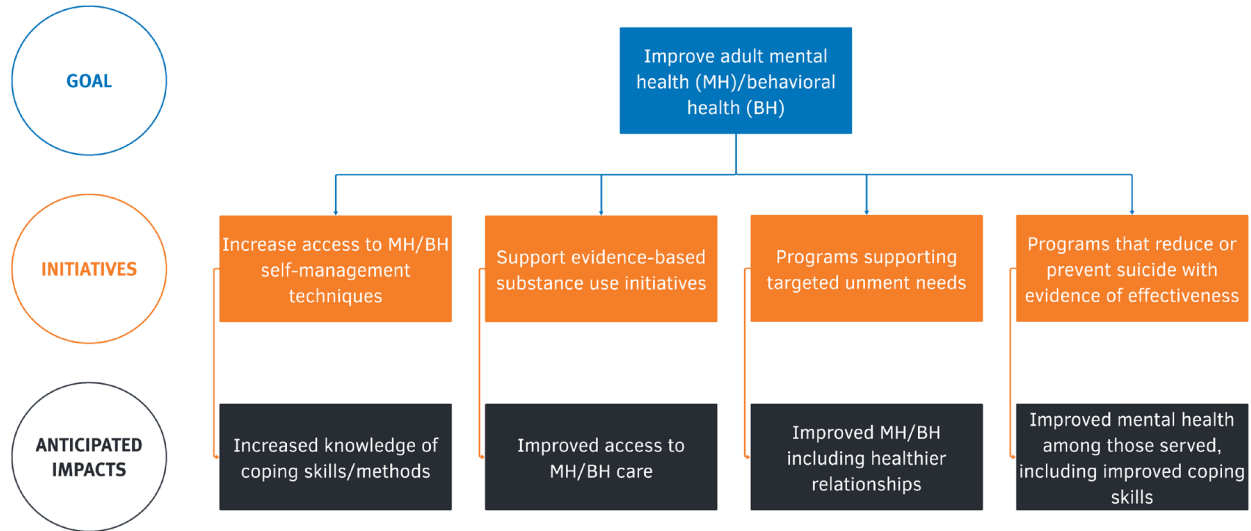 GOAL
Improve adult mental
health (MH)/behavioral
health (BH)
INITIATIVES
Increase access to MH/BH
self-management
techniques
Support evidence-based
substance use initiatives
Programs supporting
targeted unment needs
Programs that reduce or
prevent suicide with
evidence of effectiveness
ANTICIPATED
IMPACTS
Increased knowledge of
coping skills/methods
Improved access to
MH/BH care
Improved MH/BH
including healthier
relationships
Improved mental health
among those served,
including improved coping
skills